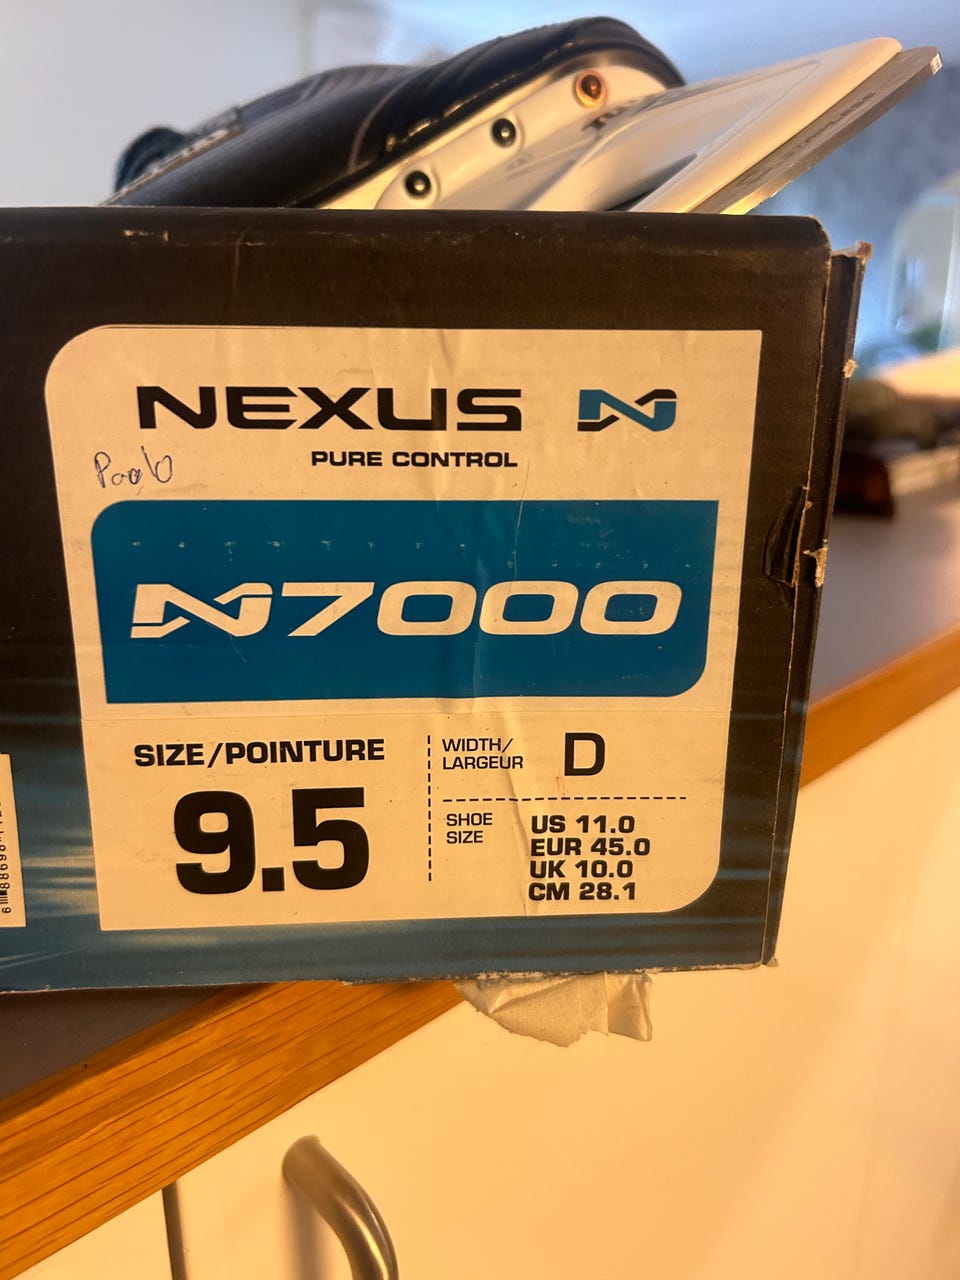 STAINLESS
NEXUS
PURE CONTROL
N7000
SIZE/POINTURE
9.5
WIDTH/
LARGEUR
D
SHOE
SIZE
US 11.0
EUR 45.0
UK 10.0
CM 28.1